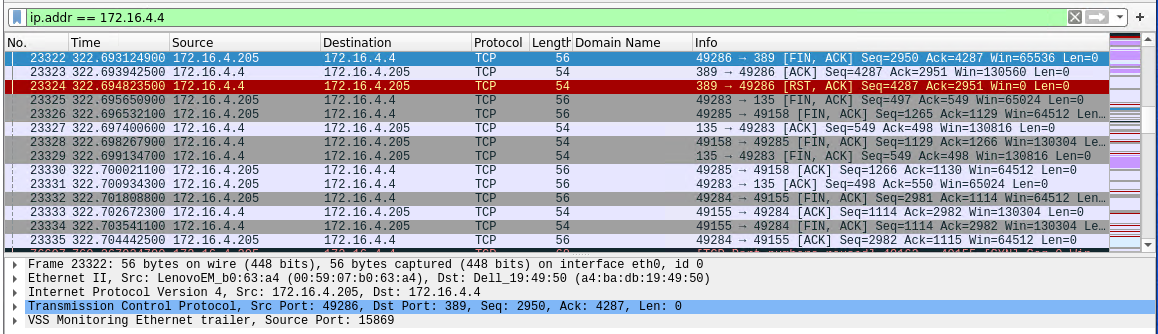 ip.addr == 172.16.4.4
No. Time Source Destination Protocol Length Domain Name Info
23322 322.693124900 172.16.4.205 172.16.4.4 TCP 56 49286 → 389 [FIN, ACK] Seq=2950 Ack=4287 Win=65536 Len=0
23323 322.693942500 172.16.4.4 172.16.4.205 TCP 54 389 → 49286 [ACK] Seq=4287 Ack=2951 Win=130560 Len=0
23324 322.694823500 172.16.4.4 172.16.4.205 TCP 54 389 → 49286 [RST, ACK] Seq=4287 Ack=2951 Win=0 Len=0
23325 322.695650900 172.16.4.205 172.16.4.4 TCP 56 49283 → 135 [FIN, ACK] Seq=497 Ack=549 Win=65024 Len=0
23326 322.696532100 172.16.4.205 172.16.4.4 TCP 56 49285 → 49158 [FIN, ACK] Seq=1265 Ack=1129 Win=64512 Len…
23327 322.697400600 172.16.4.4 172.16.4.205 TCP 54 135 → 49283 [ACK] Seq=549 Ack=498 Win=130816 Len=0
23328 322.698267900 172.16.4.4 172.16.4.205 TCP 54 49158 → 49285 [FIN, ACK] Seq=1129 Ack=1266 Win=130304 Le…
23329 322.699134700 172.16.4.4 172.16.4.205 TCP 54 135 → 49283 [FIN, ACK] Seq=549 Ack=498 Win=130816 Len=0
23330 322.700021100 172.16.4.205 172.16.4.4 TCP 56 49285 → 49158 [ACK] Seq=1266 Ack=1130 Win=64512 Len=0
23331 322.700934300 172.16.4.205 172.16.4.4 TCP 56 49283 → 135 [ACK] Seq=498 Ack=550 Win=65024 Len=0
23332 322.701808800 172.16.4.205 172.16.4.4 TCP 56 49284 → 49155 [FIN, ACK] Seq=2981 Ack=1114 Win=64512 Len…
23333 322.702672300 172.16.4.4 172.16.4.205 TCP 54 49155 → 49284 [ACK] Seq=1114 Ack=2982 Win=130304 Len=0
23334 322.703541100 172.16.4.4 172.16.4.205 TCP 54 49155 → 49284 [FIN, ACK] Seq=1114 Ack=2982 Win=130304 Le…
23335 322.704442500 172.16.4.205 172.16.4.4 TCP 56 49284 → 49155 [ACK] Seq=2982 Ack=1115 Win=64512 Len=0
Frame 23322: 56 bytes on wire (448 bits), 56 bytes captured (448 bits) on interface eth0, id 0
Ethernet II, Src: LenovoEM_b0:63:a4 (00:59:07:b0:63:a4), Dst: Dell_19:49:50 (a4:ba:db:19:49:50)
Internet Protocol Version 4, Src: 172.16.4.205, Dst: 172.16.4.4
Transmission Control Protocol, Src Port: 49286, Dst Port: 389, Seq: 2950, Ack: 4287, Len: 0
VSS Monitoring Ethernet trailer, Source Port: 15869